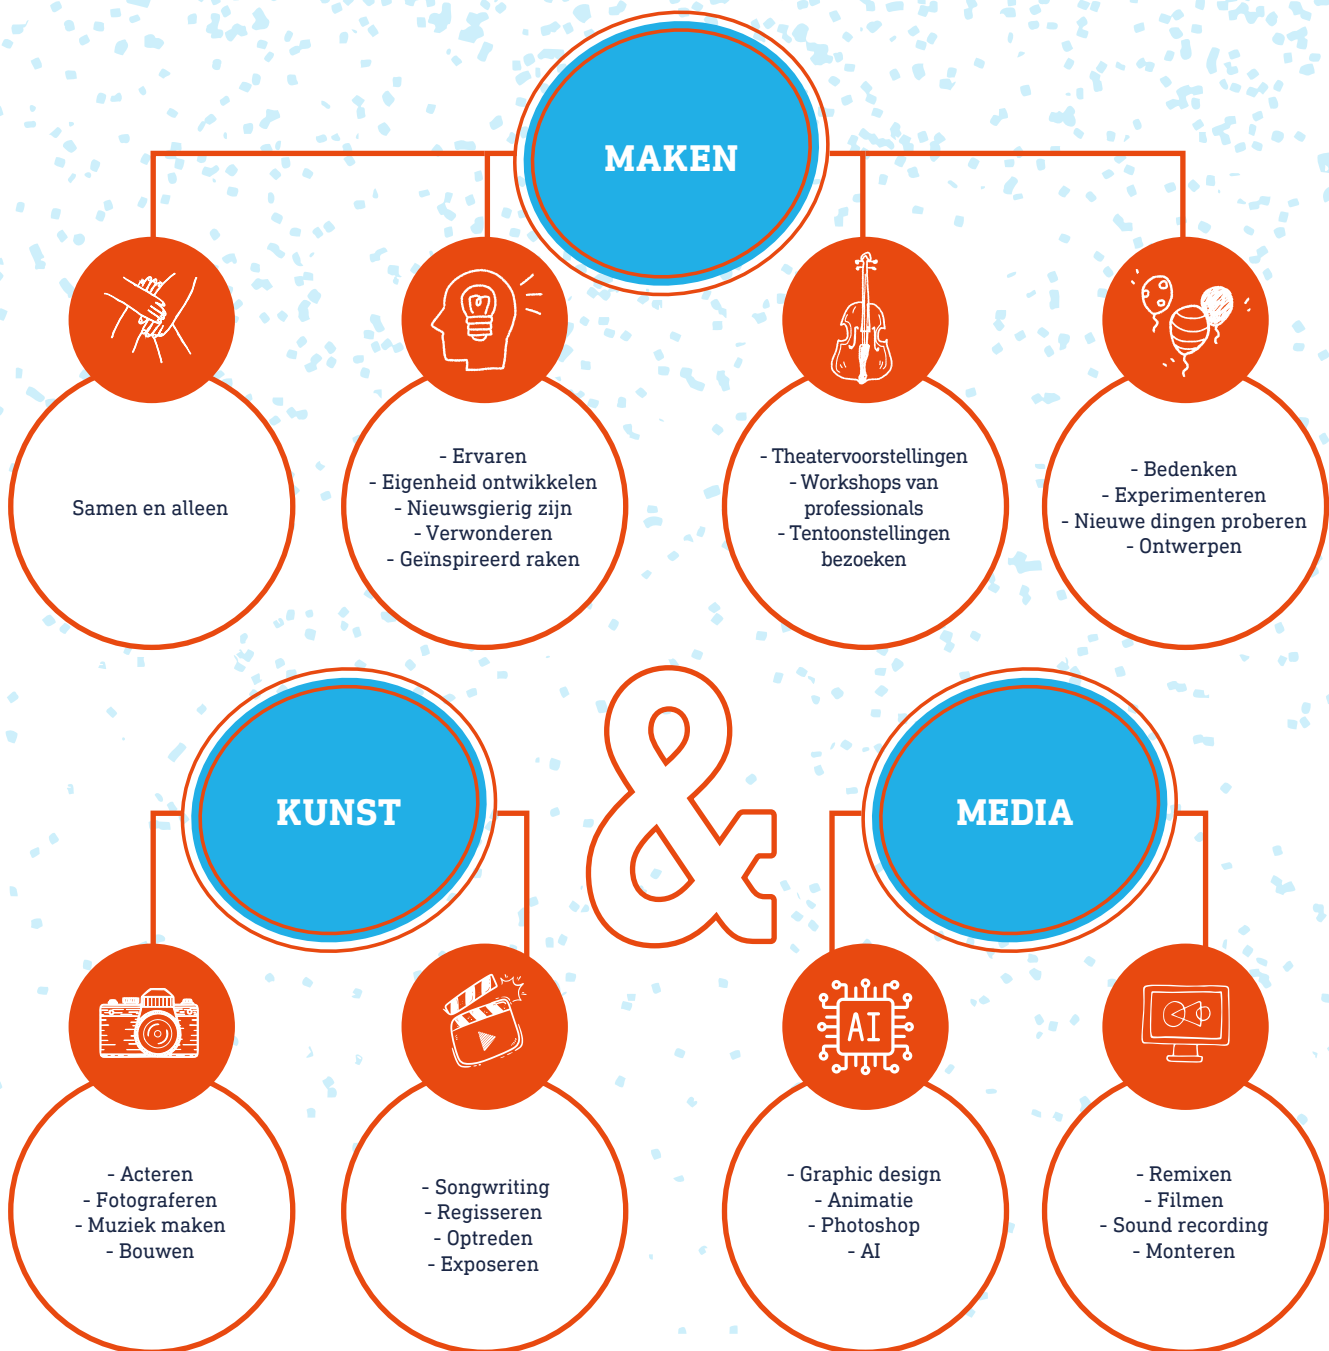 MAKEN
Samen en alleen
- Ervaren
- Eigenheid ontwikkelen
- Nieuwsgierig zijn
- Verwonderen
- Geïnspireerd raken
- Theatervoorstellingen
- Workshops van
professionals
- Tentoonstellingen
bezoeken
- Bedenken
- Experimenteren
- Nieuwe dingen proberen
- Ontwerpen
KUNST
&
MEDIA
AI
- Acteren
- Fotograferen
- Muziek maken
- Bouwen
- Songwriting
- Regisseren
- Optreden
- Exposeren
- Graphic design
- Animatie
- Photoshop
- AI
- Remixen
- Filmen
- Sound recording
- Monteren